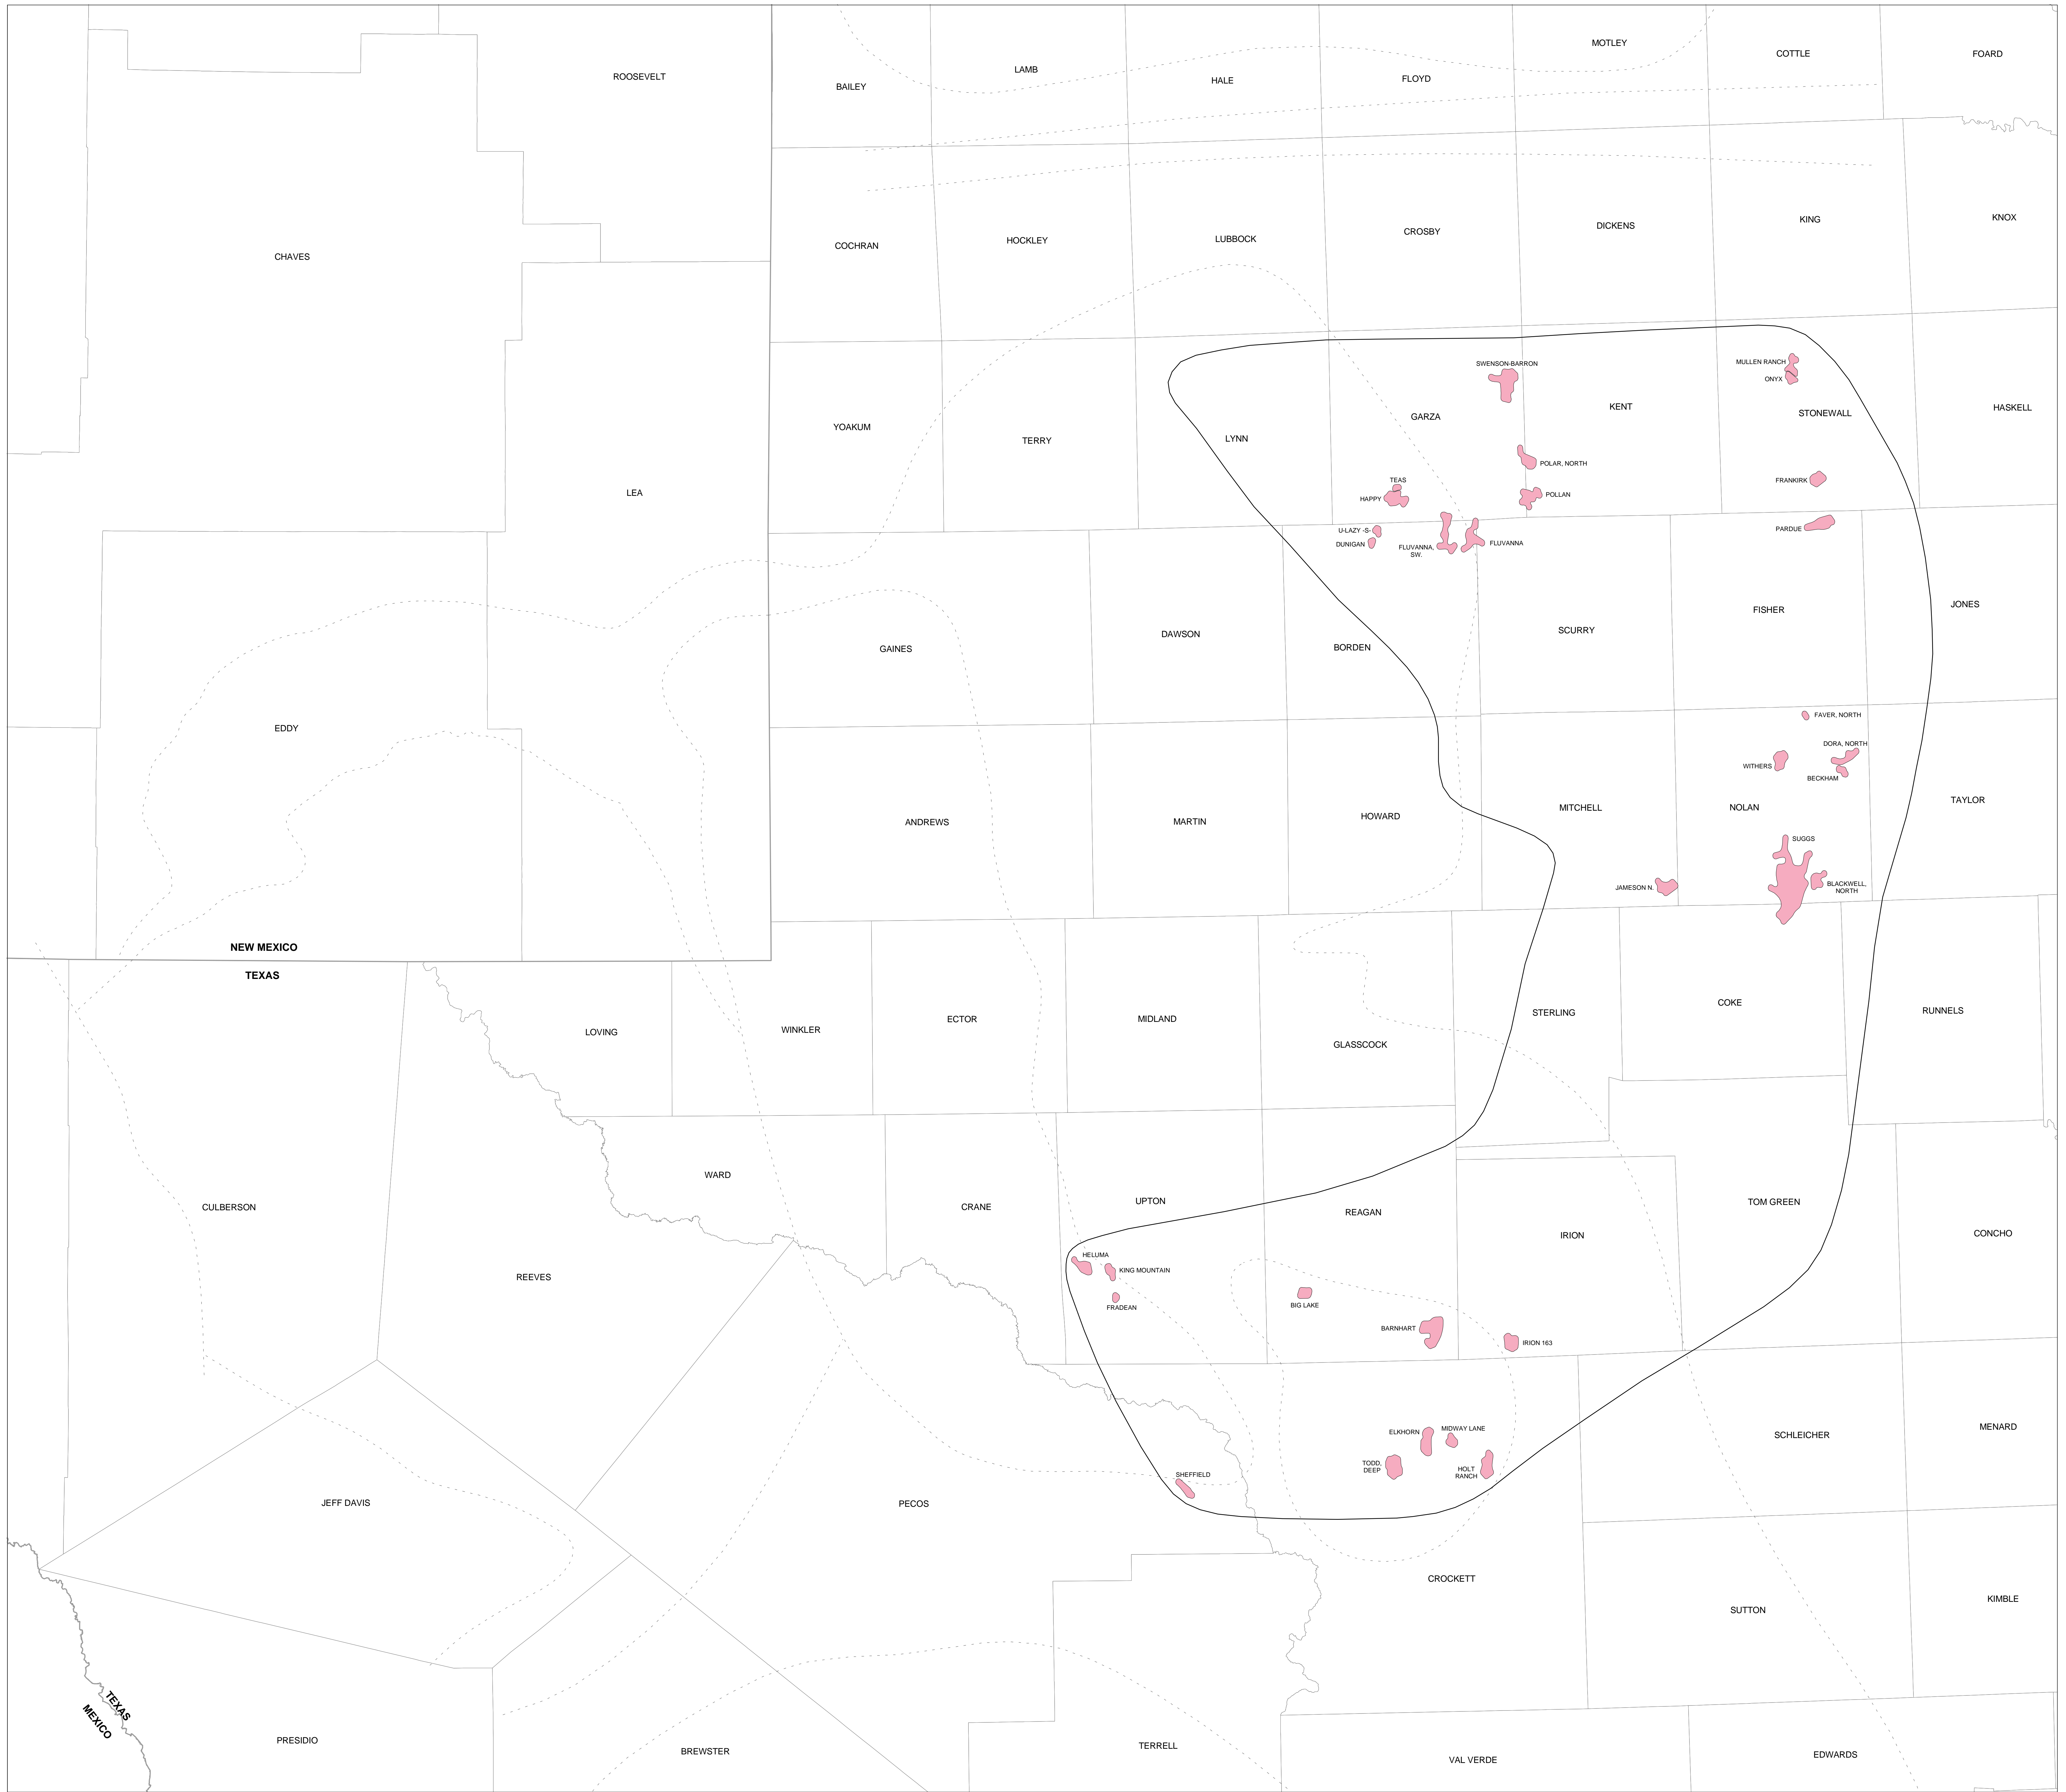 MOTLEY
COTTLE
FOARD
LAMB
ROOSEVELT
HALE
FLOYD
BAILEY
KNOX
KING
DICKENS
CROSBY
LUBBOCK
HOCKLEY
COCHRAN
CHAVES
SWENSON-BARRON
MULLEN RANCH
ONYX
KENT
HASKELL
STONEWALL
GARZA
YOAKUM
LYNN
TERRY
POLAR, NORTH
TEAS
FRANKIRK
LEA
POLLAN
HAPPY
PARDUE
U-LAZY -S-
DUNIGAN
FLUVANNA,
SW.
FLUVANNA
JONES
FISHER
SCURRY
DAWSON
BORDEN
GAINES
FAVER, NORTH
EDDY
DORA, NORTH
WITHERS
BECKHAM
TAYLOR
NOLAN
MITCHELL
HOWARD
MARTIN
ANDREWS
SUGGS
JAMESON N.
BLACKWELL,
NORTH
NEW MEXICO
TEXAS
COKE
RUNNELS
STERLING
MIDLAND
ECTOR
WINKLER
LOVING
GLASSCOCK
WARD
UPTON
TOM GREEN
CULBERSON
CRANE
REAGAN
CONCHO
IRION
HELUMA
KING MOUNTAIN
REEVES
FRADEAN
BIG LAKE
BARNHART
IRION 163
MENARD
ELKHORN
MIDWAY LANE
SCHLEICHER
TODD,
DEEP
HOLT
RANCH
SHEFFIELD
JEFF DAVIS
PECOS
CROCKETT
KIMBLE
SUTTON
TEXAS
MEXICO
PRESIDIO
BREWSTER
TERRELL
VAL VERDE
EDWARDS